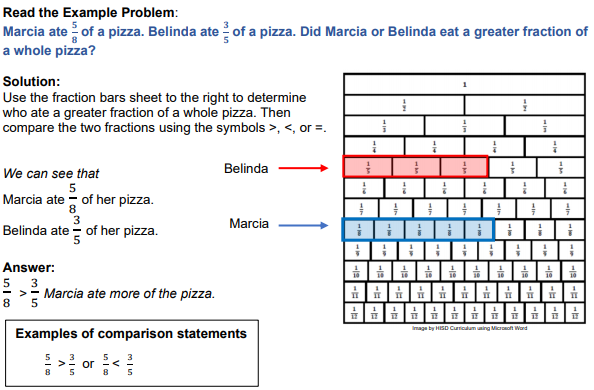 Read the Example Problem:
Marcia ate 5/8 of a pizza. Belinda ate 3/5 of a pizza. Did Marcia or Belinda eat a greater fraction of
a whole pizza?
Solution:
Use the fraction bars sheet to the right to determine
who ate a greater fraction of a whole pizza. Then
compare the two fractions using the symbols >, <, or =.
We can see that
Marcia ate 5/8 of her pizza.
Belinda ate 3/5 of her pizza.
Answer:
5/8 > 3/5 Marcia ate more of the pizza.
Examples of comparison statements
5/8 > 3/5 or 5/8 < 3/5
Belinda
Marcia
1
1/2 1/2
1/3 1/3 1/3
1/4 1/4 1/4 1/4
1/5 1/5 1/5 1/5 1/5
1/6 1/6 1/6 1/6 1/6 1/6
1/7 1/7 1/7 1/7 1/7 1/7 1/7
1/8 1/8 1/8 1/8 1/8 1/8 1/8 1/8
1/9 1/9 1/9 1/9 1/9 1/9 1/9 1/9 1/9
1/10 1/10 1/10 1/10 1/10 1/10 1/10 1/10 1/10 1/10
1/11 1/11 1/11 1/11 1/11 1/11 1/11 1/11 1/11 1/11 1/11
1/12 1/12 1/12 1/12 1/12 1/12 1/12 1/12 1/12 1/12 1/12 1/12
Image by HISD Curriculum using Microsoft Word